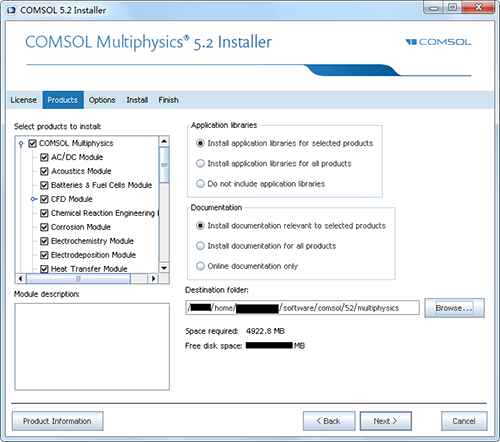 COMSOL 5.2 Installer
COMSOL Multiphysics® 5.2 Installer
COMSOL
License Products Options Install Finish
Select products to install:
COMSOL Multiphysics
AC/DC Module
Acoustics Module
Batteries & Fuel Cells Module
CFD Module
Chemical Reaction Engineering
Corrosion Module
Electrochemistry Module
Electrodeposition Module
Heat Transfer Module
Module description:
Application libraries
Install application libraries for selected products
Install application libraries for all products
Do not include application libraries
Documentation
Install documentation relevant to selected products
Install documentation for all products
Online documentation only
Destination folder:
/ /home/ /software/comsol/52/multiphysics
Browse...
Space required: 4922.8 MB
Free disk space: MB
Product Information
< Back
Next >
Cancel